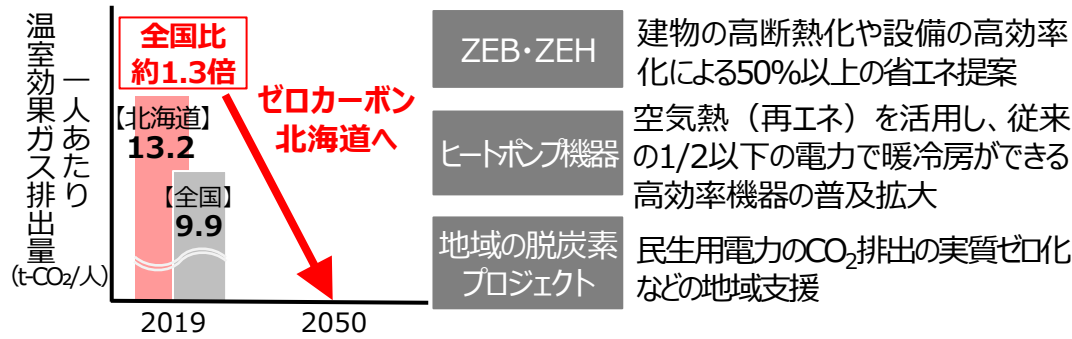 一人あたり
温室効果ガス排出量
(t-CO₂/人)
全国比
約1.3倍
【北海道】
13.2
【全国】
9.9
ゼロカーボン
北海道へ
2019
2050
ZEB・ZEH
建物の高断熱化や設備の高効率
化による50%以上の省エネ提案
ヒートポンプ機器
空気熱（再エネ）を活用し、従来
の1/2以下の電力で暖冷房ができる
高効率機器の普及拡大
地域の脱炭素
プロジェクト
民生用電力のCO₂排出の実質ゼロ化
などの地域支援